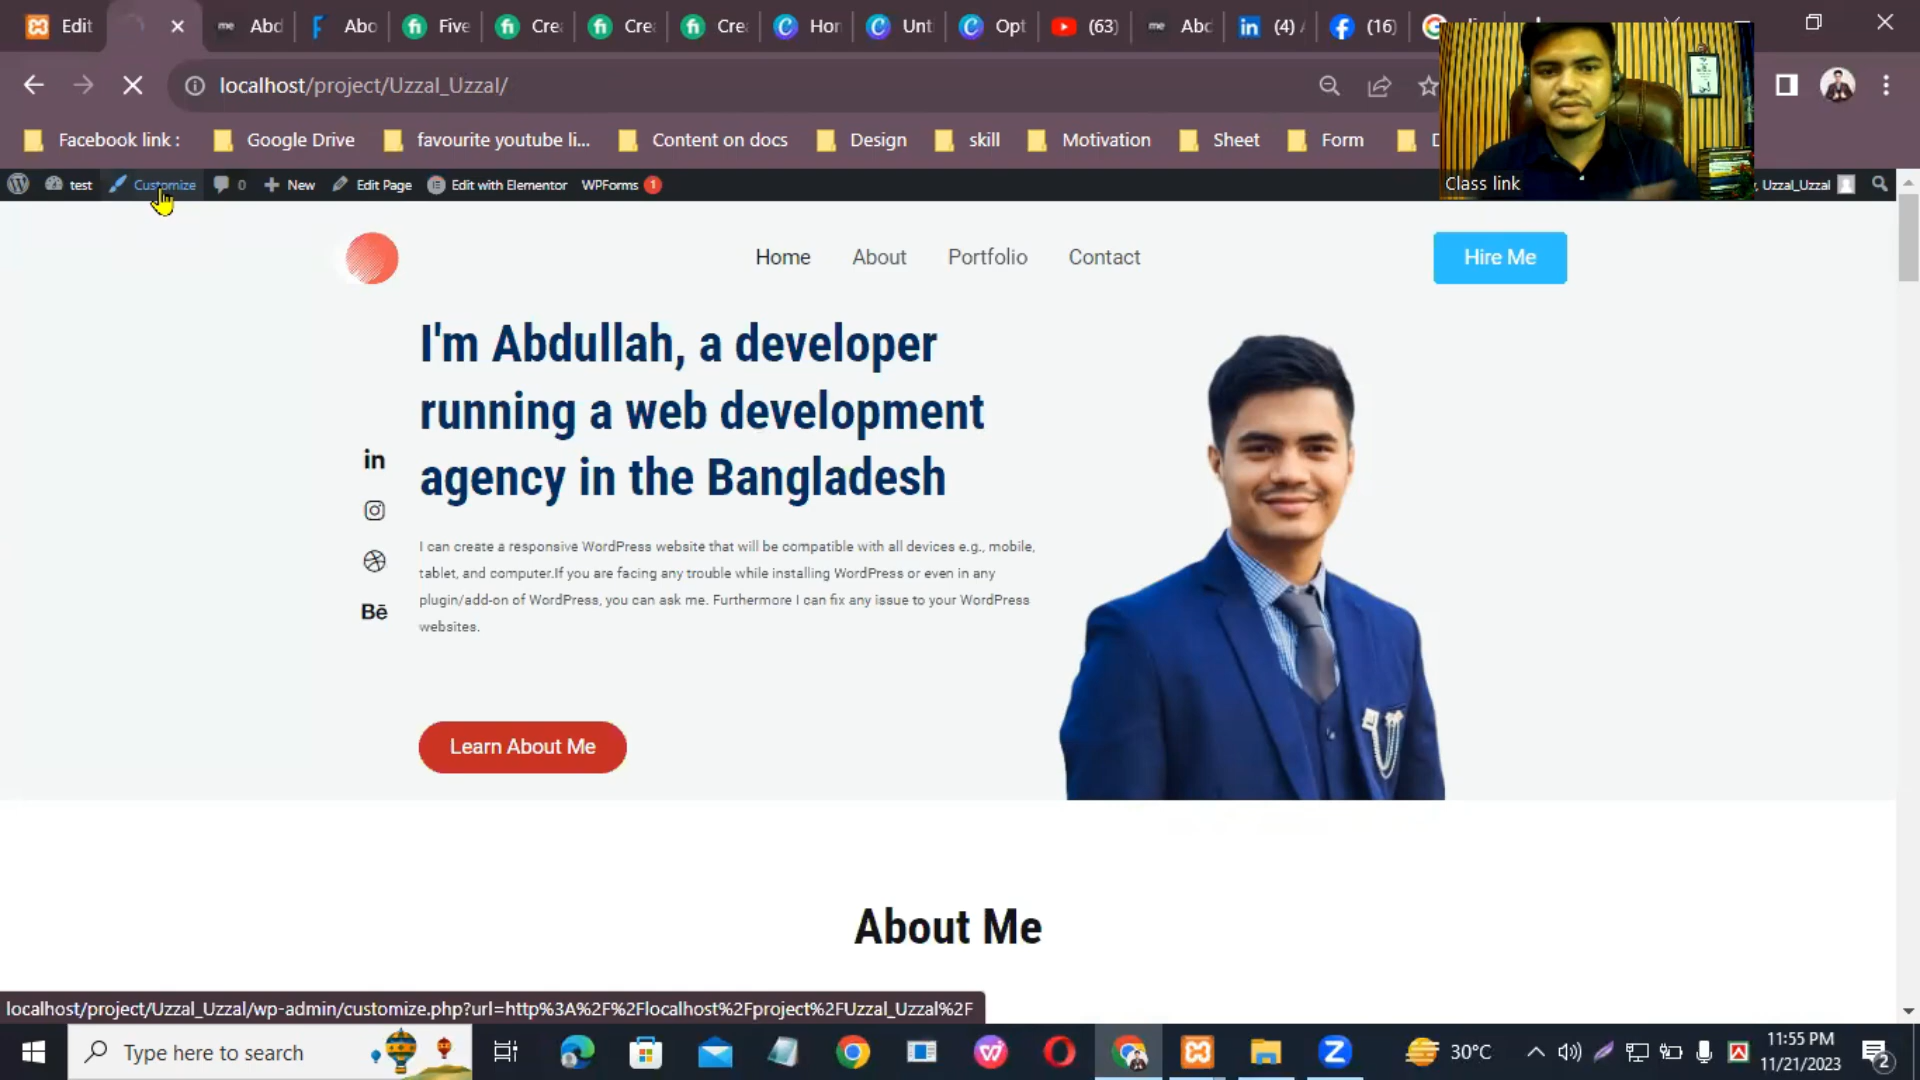 Edit
Abd
Abo
Five
Cre
Cre
Cre
Hon
Unt
Opt
(63)
Abd
(4)
(16)
localhost/project/Uzzal_Uzzal/
Facebook link :
Google Drive
favourite youtube li...
Content on docs
Design
skill
Motivation
Sheet
Form
Class link
test
Customize
0
New
Edit Page
Edit with Elementor
WPForms 1
, Uzzal_Uzzal
Home
About
Portfolio
Contact
Hire Me
I'm Abdullah, a developer
running a web development
agency in the Bangladesh
in
Bē
I can create a responsive WordPress website that will be compatible with all devices e.g., mobile,
tablet, and computer.If you are facing any trouble while installing WordPress or even in any
plugin/add-on of WordPress, you can ask me. Furthermore I can fix any issue to your WordPress
websites.
Learn About Me
About Me
localhost/project/Uzzal_Uzzal/wp-admin/customize.php?url=http%3A%2F%2Flocalhost%2Fproject%2FUzzal_Uzzal%2F
Type here to search
30°C
11:55 PM
11/21/2023
2